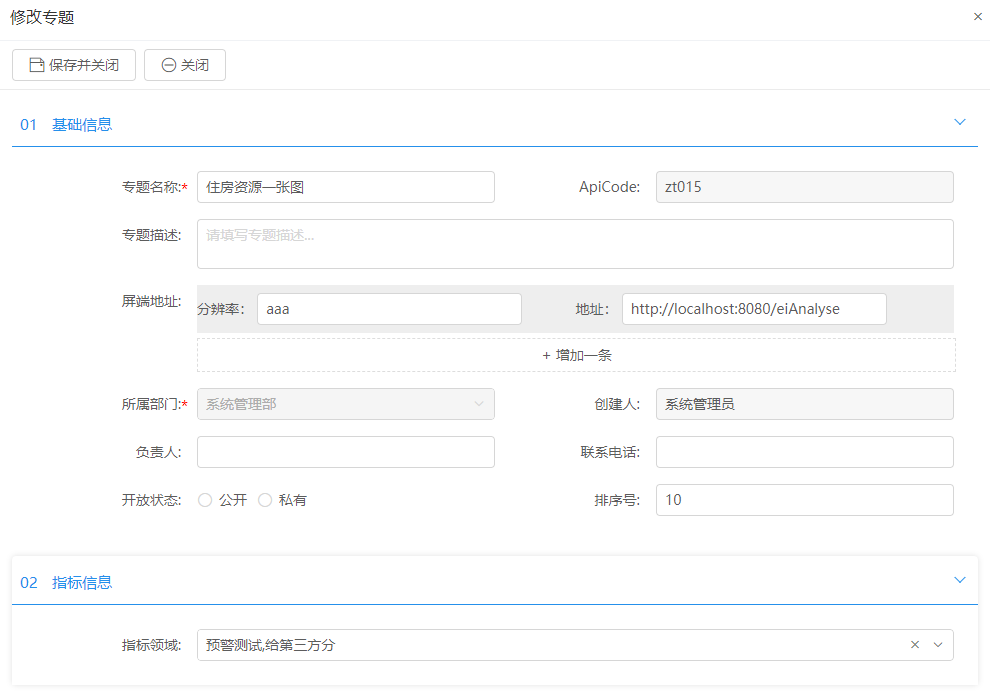 修改专题
保存并关闭 关闭
01 基础信息
专题名称:* 住房资源一张图 ApiCode: zt015
专题描述: 请填写专题描述...
屏端地址: 分辨率: aaa 地址: http://localhost:8080/eiAnalyse
+ 增加一条
所属部门:* 系统管理部 创建人: 系统管理员
负责人: 联系电话:
开放状态: 公开 私有 排序号: 10
02 指标信息
指标领域: 预警测试,给第三方分